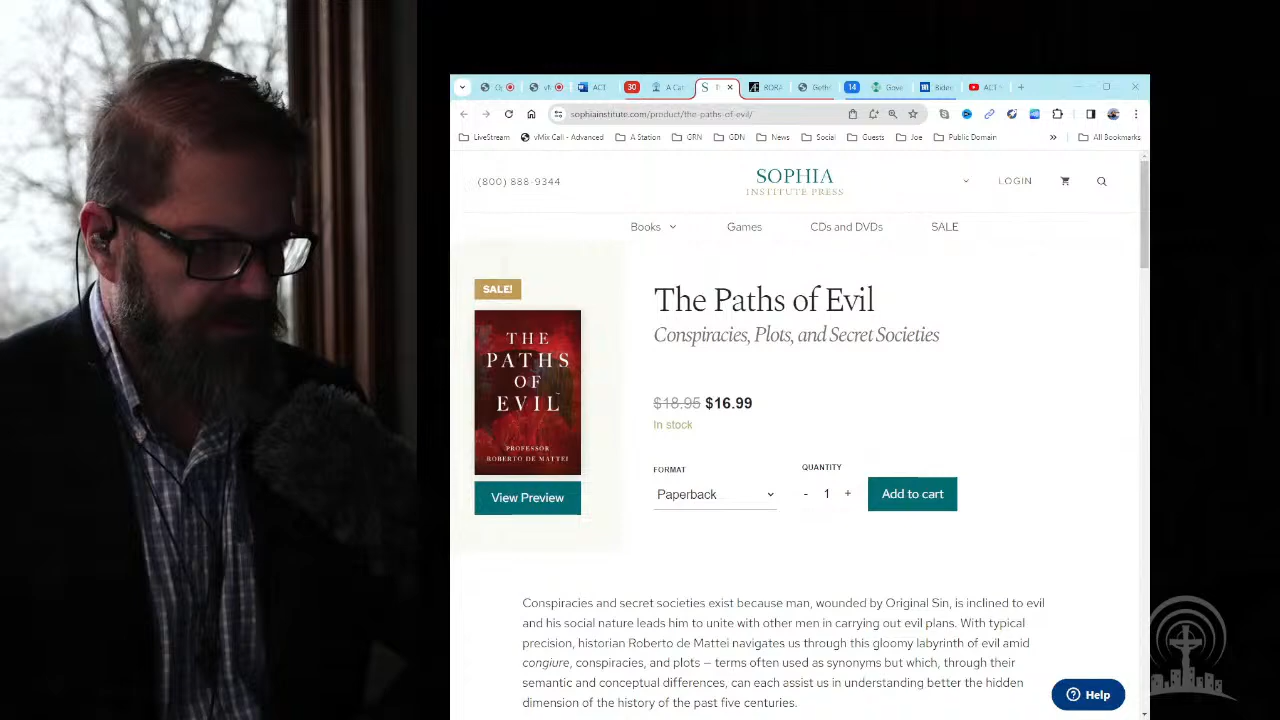 30
14
sophiainstitute.com/product/the-paths-of-evil/
LiveStream vMix Call - Advanced A Station GRN GDN News Social Guests Joe Public Domain » All Bookmarks
(800) 888-9344
SOPHIA
INSTITUTE PRESS
LOGIN
Books Games CDs and DVDs SALE
SALE!
THE
PATHS
OF
EVIL
PROFESSOR
ROBERTO DE MATTEI
View Preview
The Paths of Evil
Conspiracies, Plots, and Secret Societies
$18.95 $16.99
In stock
FORMAT
QUANTITY
Paperback
- 1 +
Add to cart
Conspiracies and secret societies exist because man, wounded by Original Sin, is inclined to evil
and his social nature leads him to unite with other men in carrying out evil plans. With typical
precision, historian Roberto de Mattei navigates us through this gloomy labyrinth of evil amid
congiure, conspiracies, and plots – terms often used as synonyms but which, through their
semantic and conceptual differences, can each assist us in understanding better the hidden
dimension of the history of the past five centuries.
Help